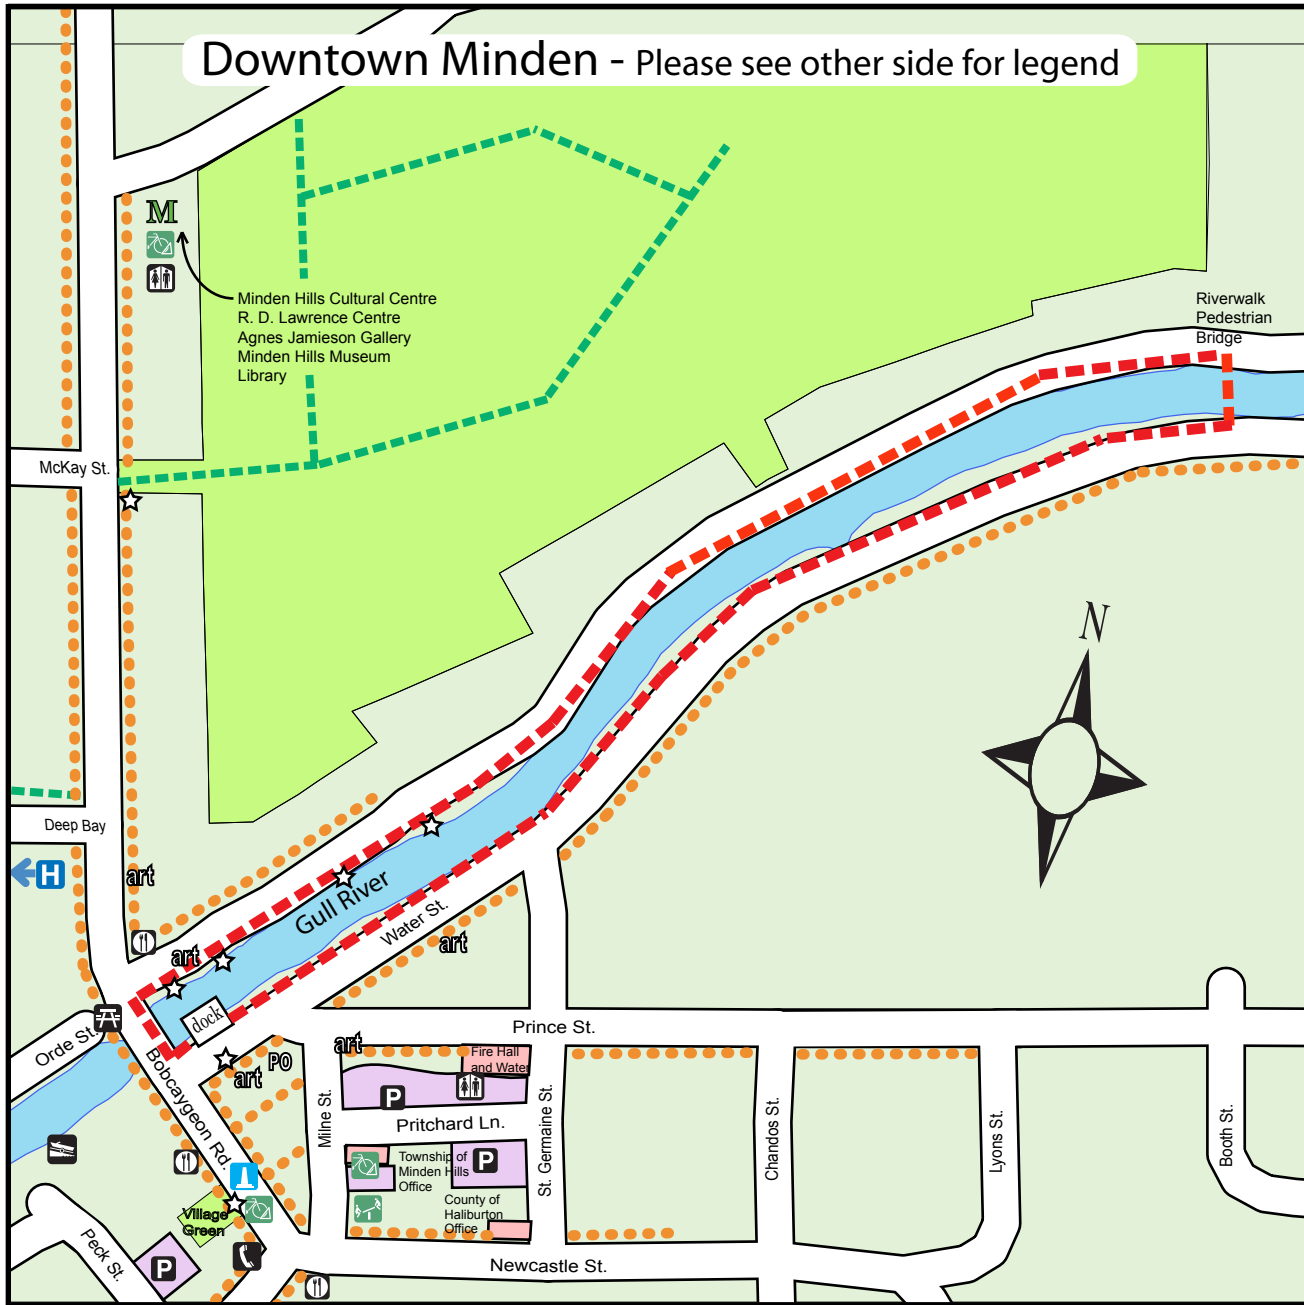 Downtown Minden - Please see other side for legend
M
Minden Hills Cultural Centre
R. D. Lawrence Centre
Agnes Jamieson Gallery
Minden Hills Museum
Library
Riverwalk
Pedestrian
Bridge
McKay St.
N
Deep Bay
H
art
Gull River
Water St.
art
art
dock
Orde St.
Prince St.
art
PO
art
Fire Hall
and Water
Bobcaygeon Rd.
Milne St.
P
Pritchard Ln.
St. Germaine St.
Chandos St.
Lyons St.
Booth St.
Township of
Minden Hills
Office
P
County of
Haliburton
Office
Village
Green
Peck St.
P
Newcastle St.